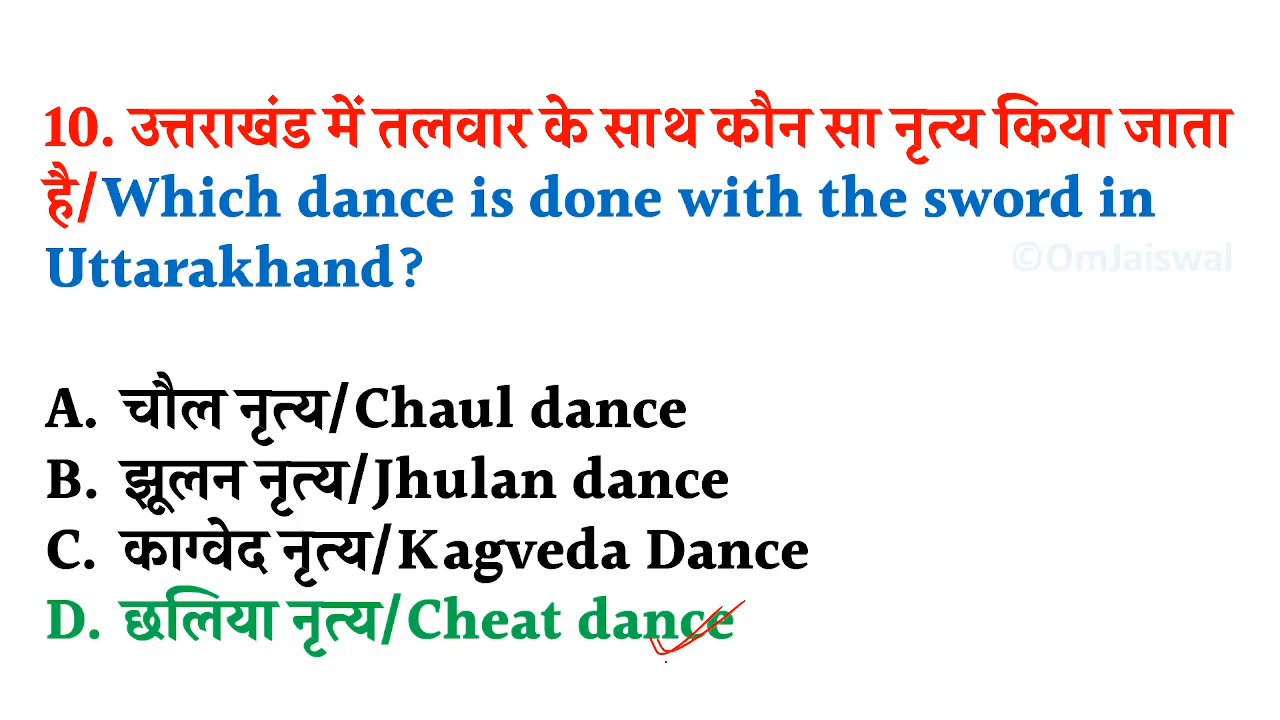 10. उत्तराखंड में तलवार के साथ कौन सा नृत्य किया जाता
है/Which dance is done with the sword in
Uttarakhand?
©OmJaiswal
A. चौल नृत्य/Chaul dance
B. झूलन नृत्य/Jhulan dance
C. काग्वेद नृत्य/Kagveda Dance
D. छलिया नृत्य/Cheat dance